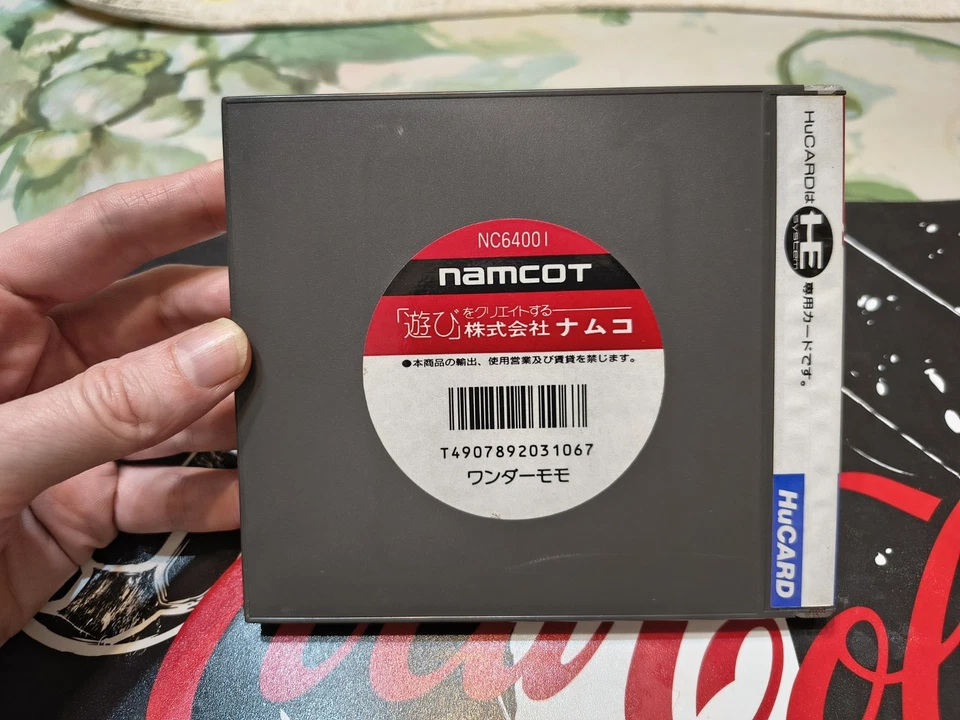 NC64001
namcot
「遊び」をクリエイトする
株式会社ナムコ
●本商品の輸出、使用営業及び賃貸を禁じます。
T4907892031067
ワンダーモモ
HuCARDは
HE
system
専用カードです。
HuCARD
Coca-Cola